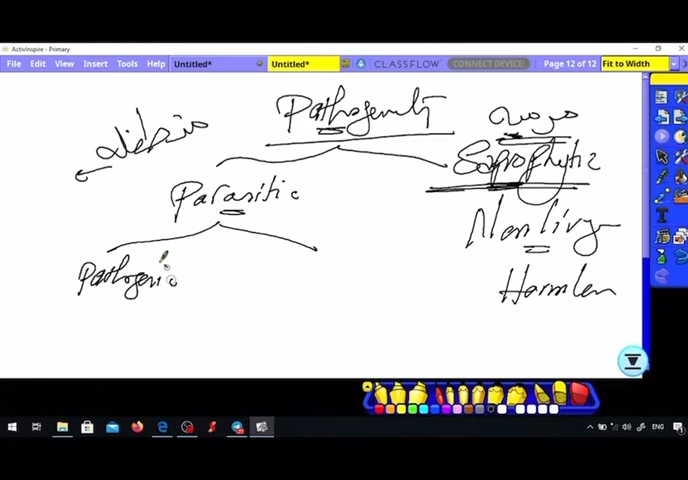 ActivInspire - Primary
File Edit View Insert Tools Help Untitled* Untitled* CLASSFLOW CONNECT DEVICE! Page 12 of 12 Fit to Width
Pathogenity
Saprophytic
Parasitic
Non living
Pathogenic
Harmless
ENG